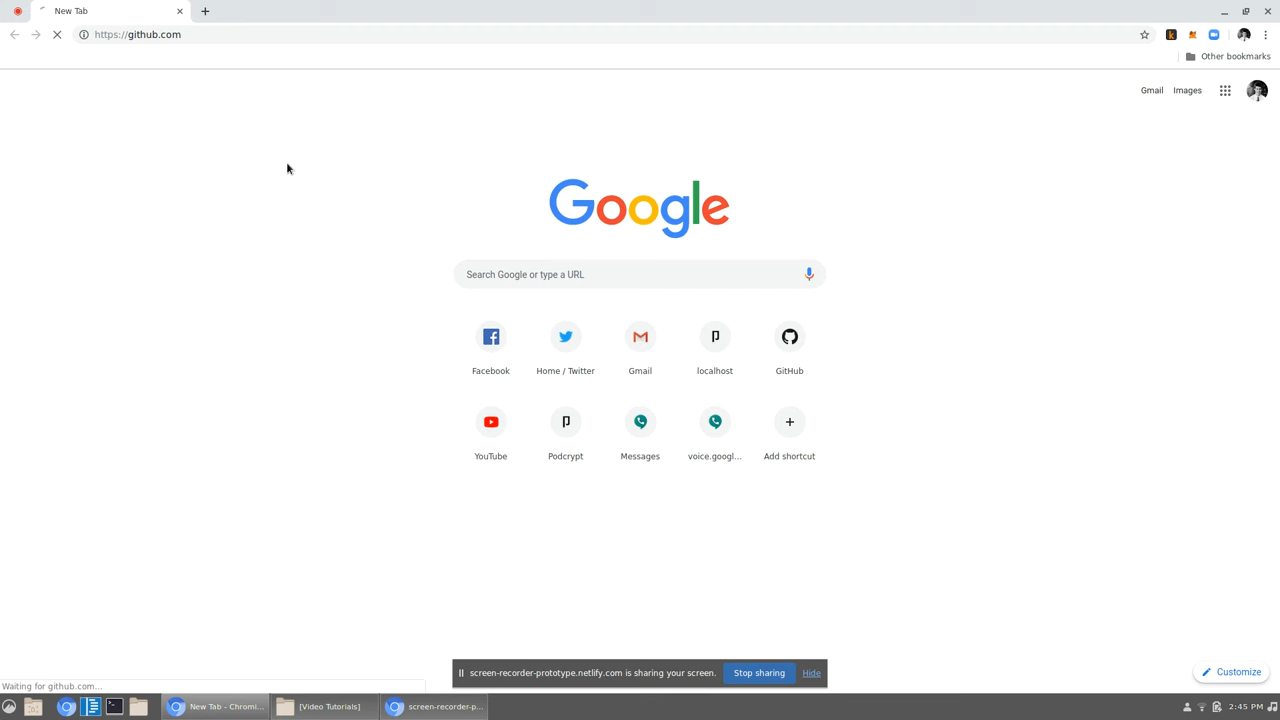 New Tab
https://github.com
Other bookmarks
Gmail Images
Google
Search Google or type a URL
Facebook Home / Twitter Gmail localhost GitHub
YouTube Podcrypt Messages voice.googl... Add shortcut
screen-recorder-prototype.netlify.com is sharing your screen. Stop sharing Hide
Customize
Waiting for github.com...
New Tab - Chromi... [Video Tutorials] screen-recorder-p... 2:45 PM